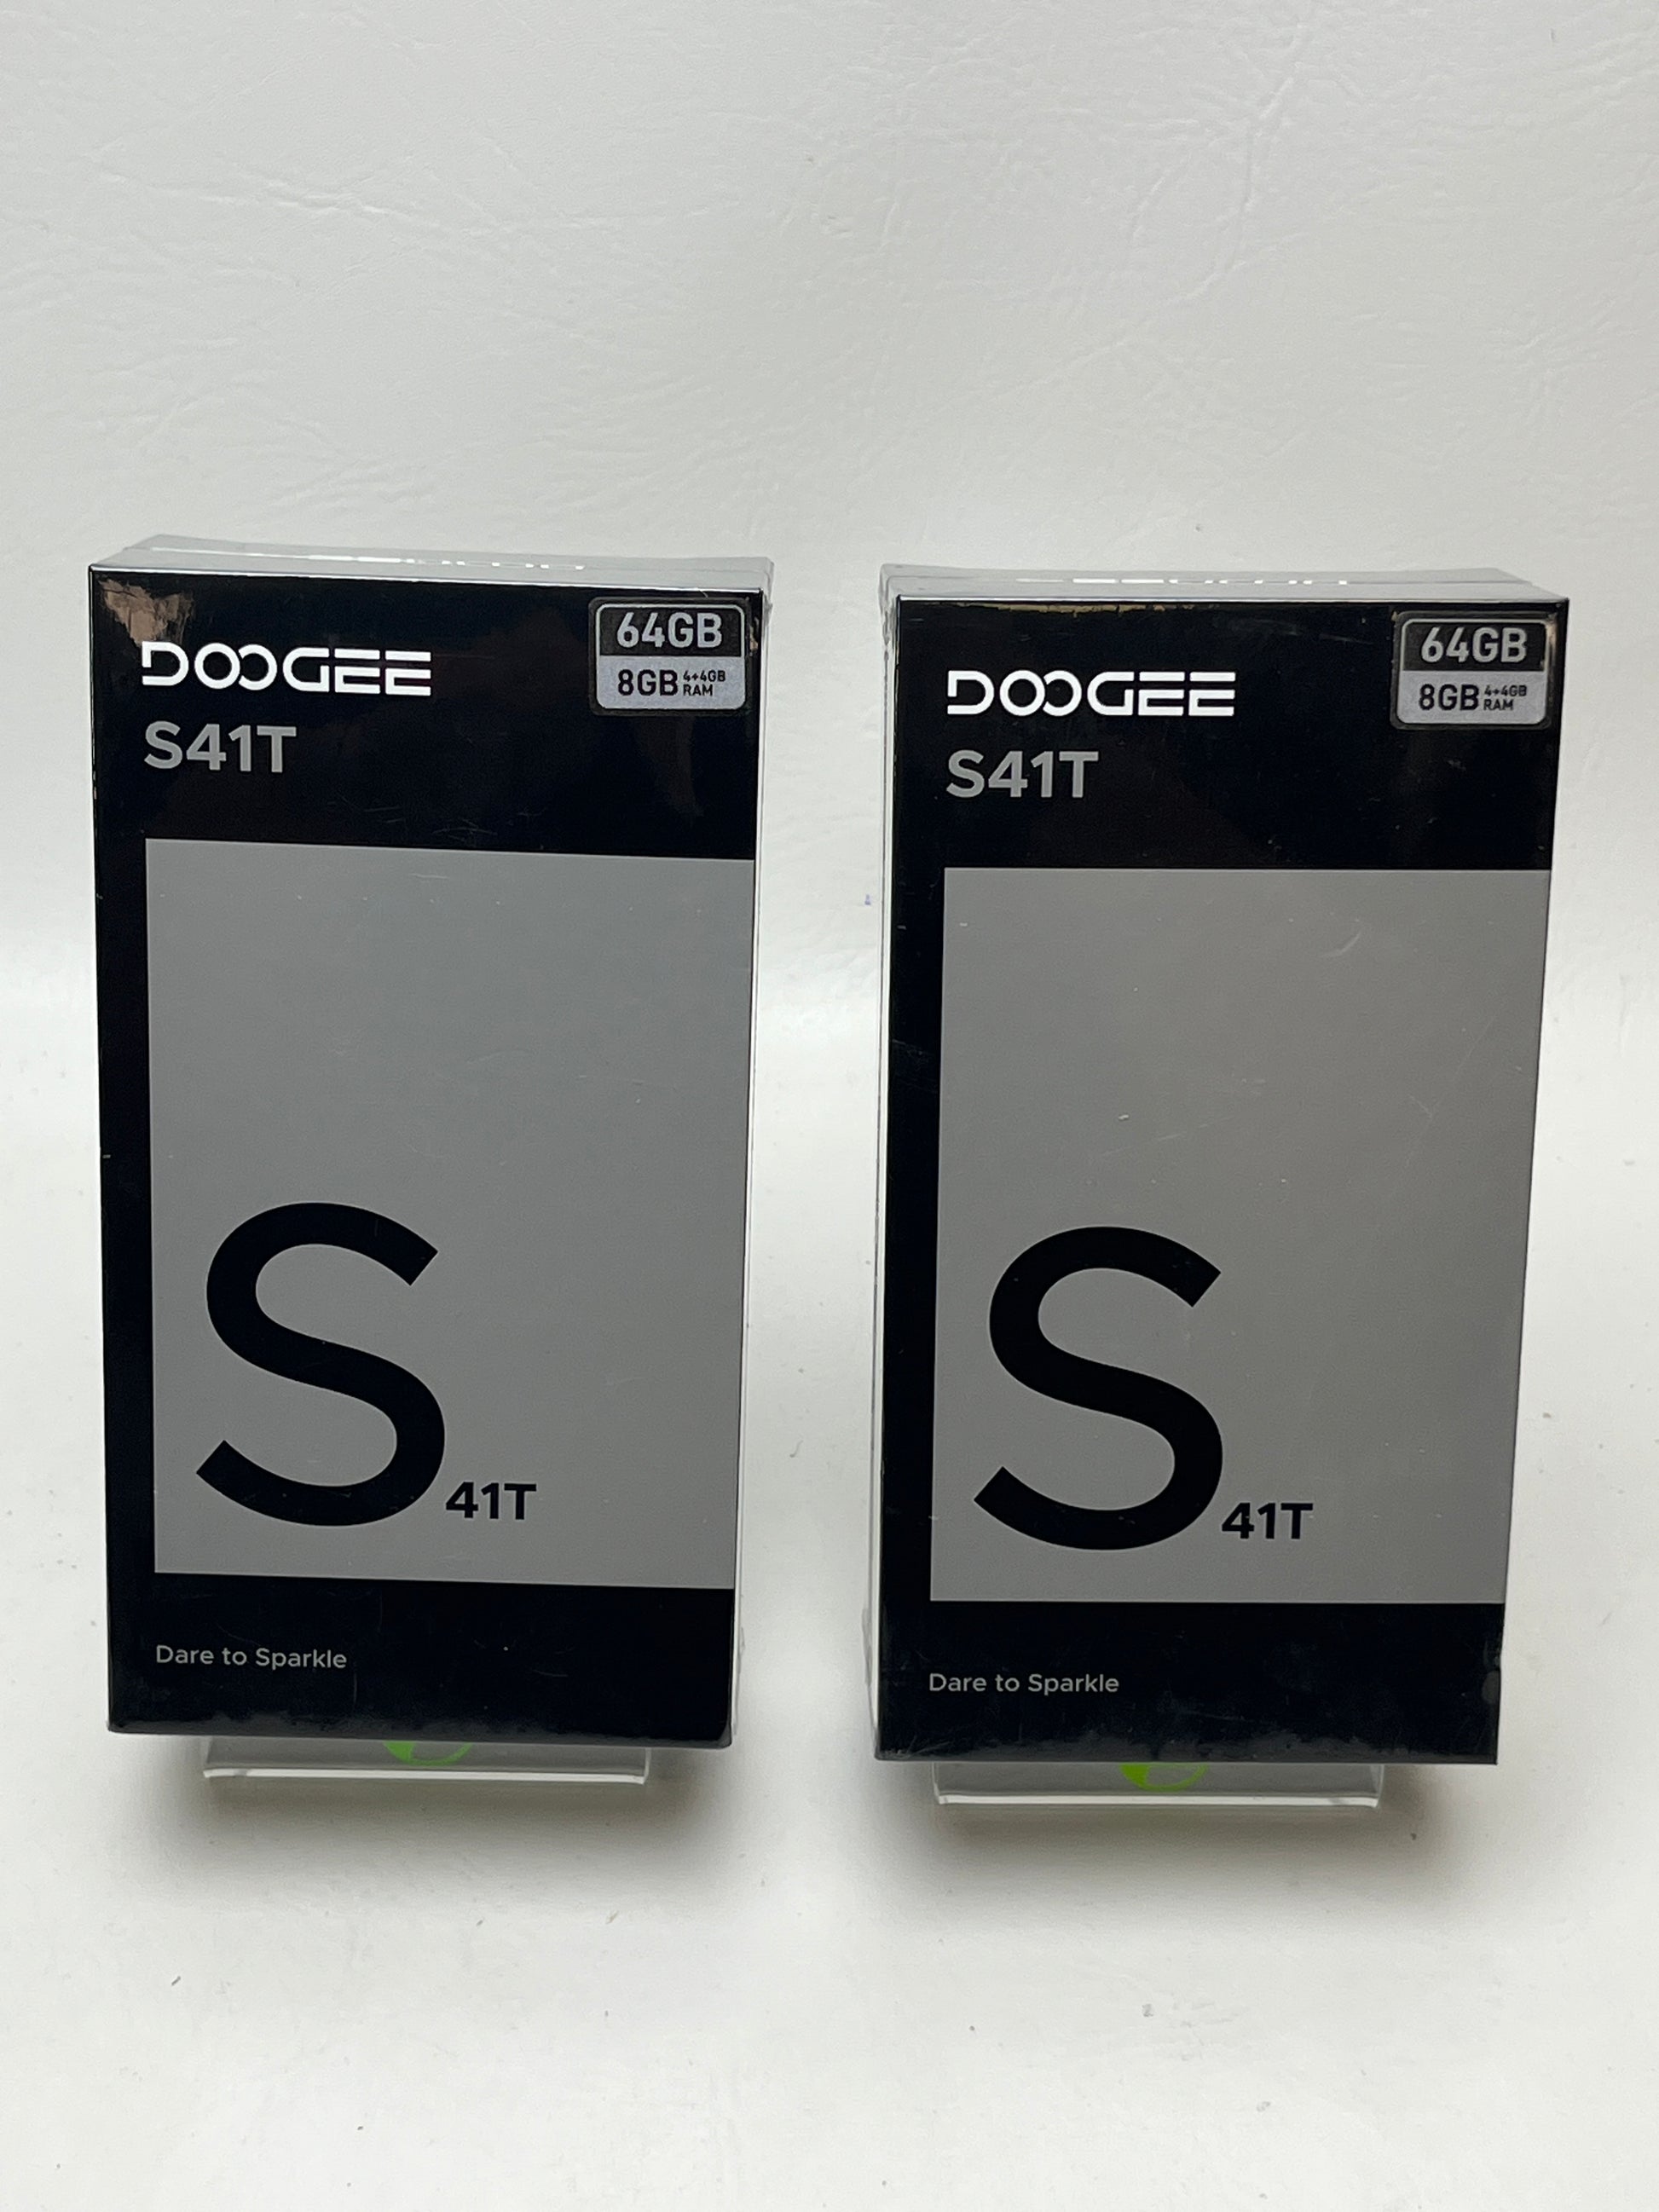 DOOGEE
S41T
64GB
8GB 4+4GB RAM
S 41T
Dare to Sparkle
DOOGEE
S41T
64GB
8GB 4+4GB RAM
S 41T
Dare to Sparkle